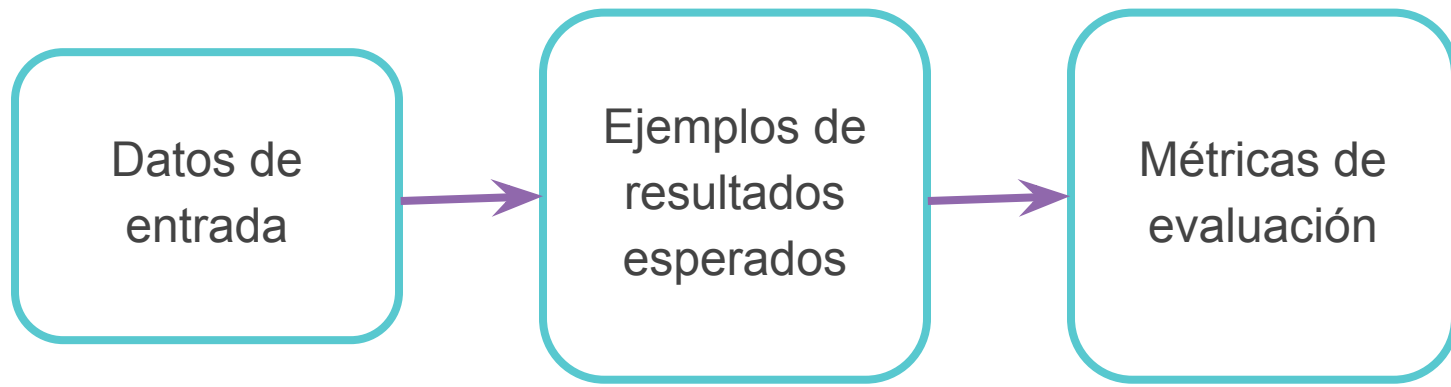 Datos de
entrada
Ejemplos de
resultados
esperados
Métricas de
evaluación